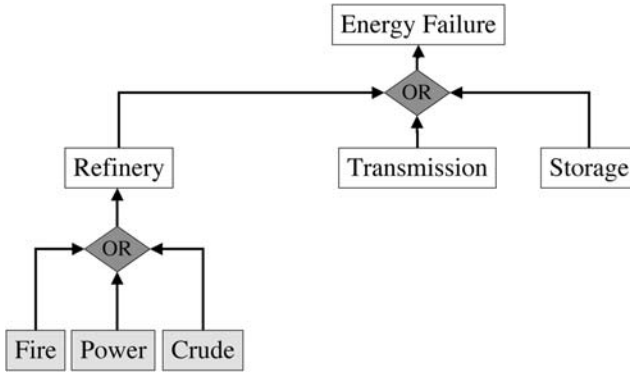 Energy Failure
OR
Refinery
Transmission
Storage
OR
Fire
Power
Crude